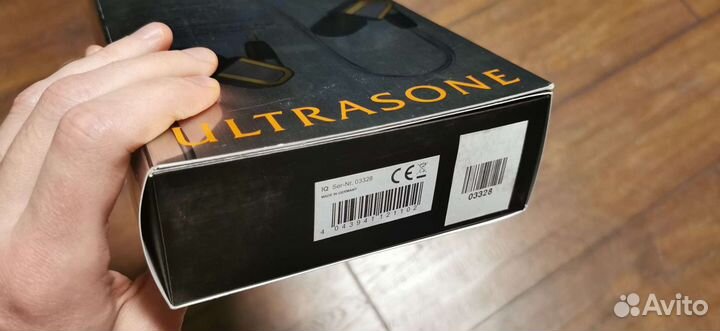 ULTRASONE
IQ Ser-Nr. 03328
MADE IN GERMANY
CE
4 043941 121102
03328
Avito